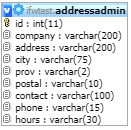 ifwtest.addressadmin
id : int(11)
company : varchar(200)
address : varchar(200)
city : varchar(75)
prov : varchar(2)
postal : varchar(10)
contact : varchar(100)
phone : varchar(15)
hours : varchar(30)